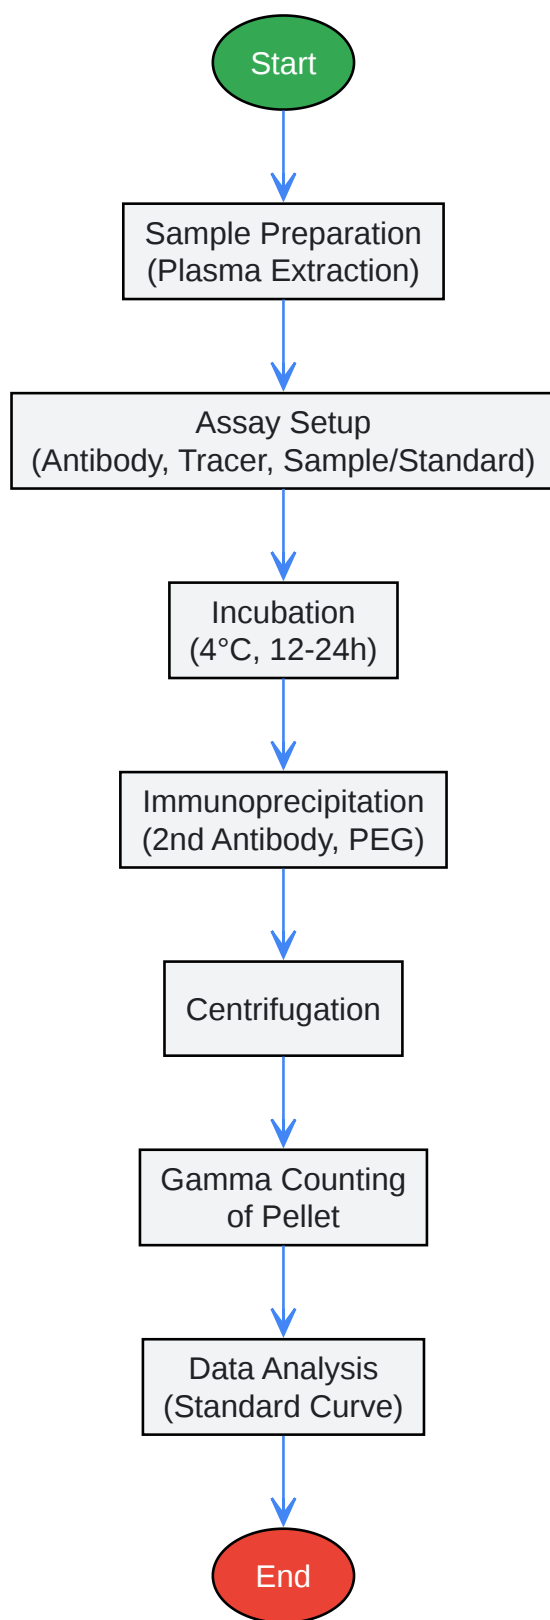 Start
Sample Preparation
(Plasma Extraction)
Assay Setup
(Antibody, Tracer, Sample/Standard)
Incubation
(4°C, 12-24h)
Immunoprecipitation
(2nd Antibody, PEG)
Centrifugation
Gamma Counting
of Pellet
Data Analysis
(Standard Curve)
End